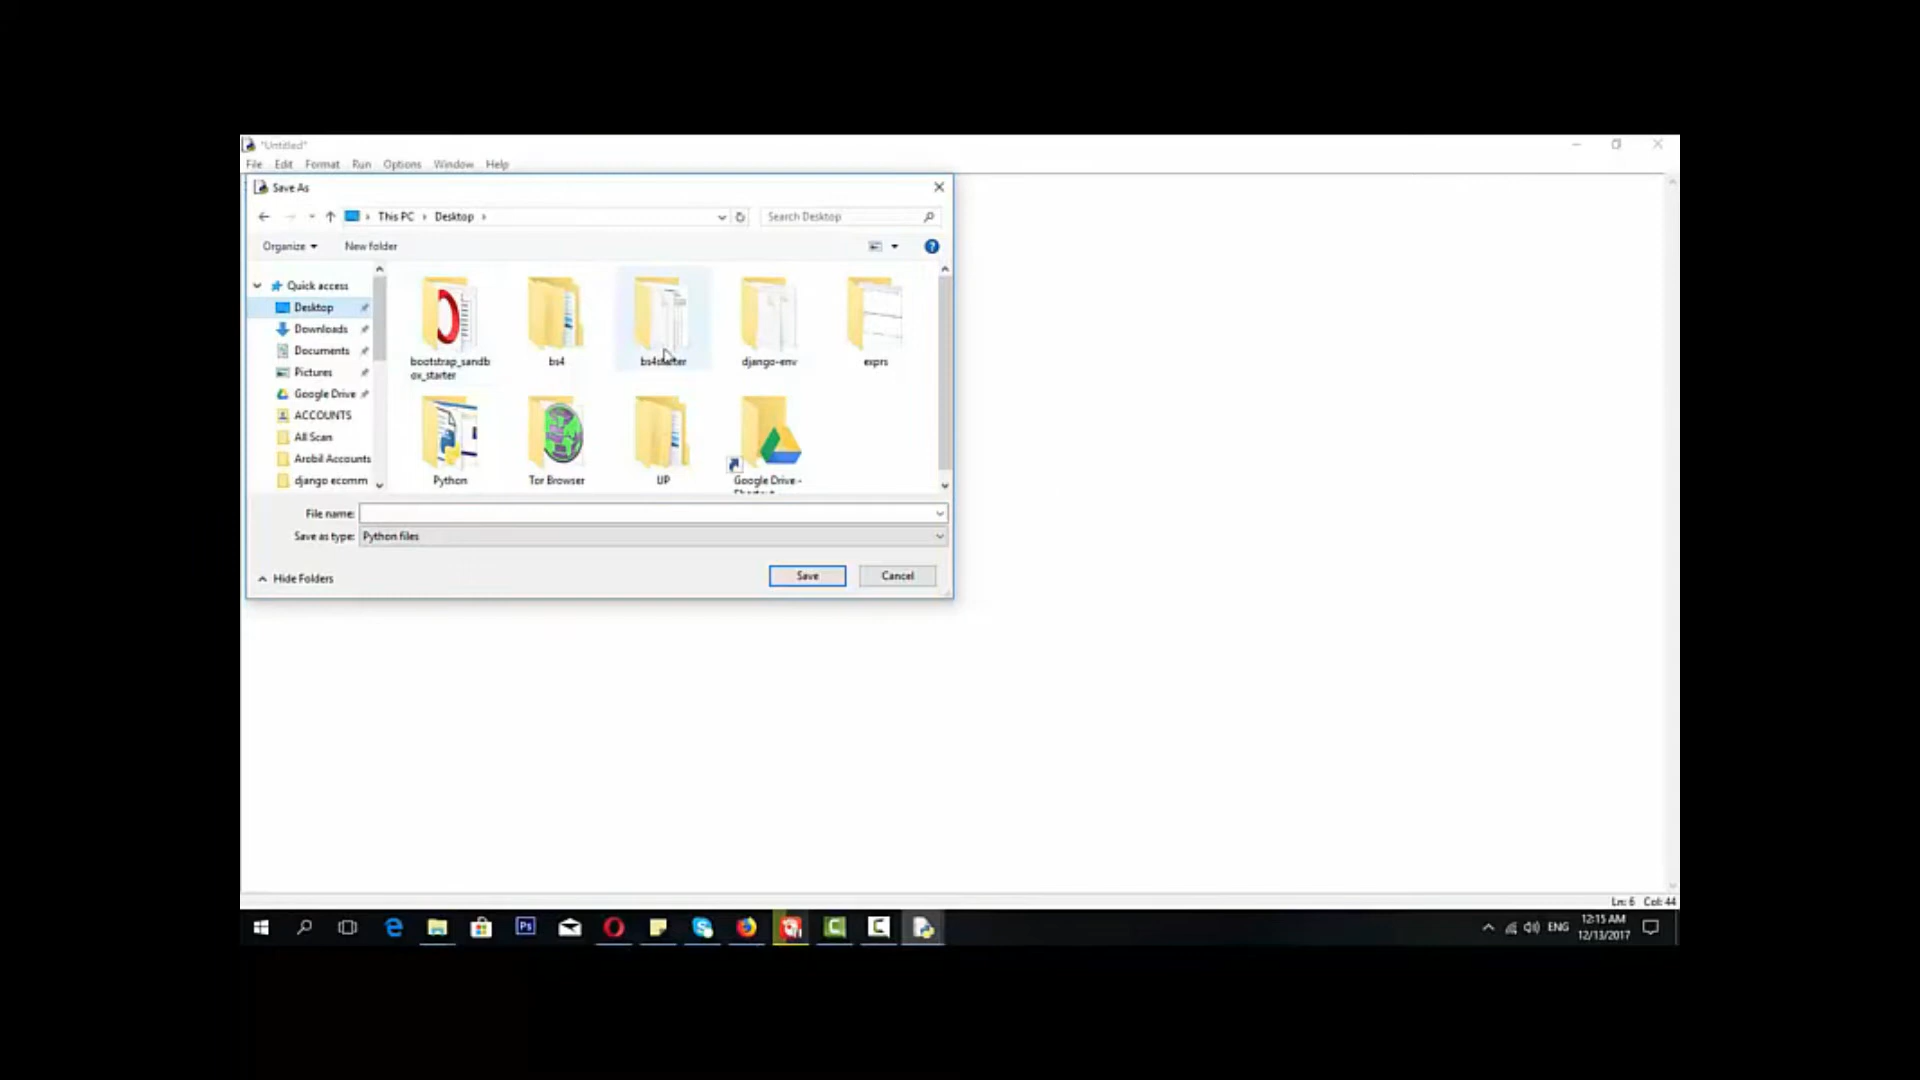 *Untitled*
File Edit Format Run Options Window Help
Save As
This PC Desktop
Search Desktop
Organize New folder
Quick access
Desktop
Downloads
Documents
Pictures
Google Drive
ACCOUNTS
All Scan
Arobil Accounts
django ecomm
bootstrap_sandb
ox_starter
bs4
bs4starter
django-env
exprs
Python
Tor Browser
UP
Google Drive -
Shortcut
File name:
Save as type: Python files
Hide Folders
Save Cancel
Ln: 6 Col: 44
Ps
ENG
12:15 AM
12/13/2017